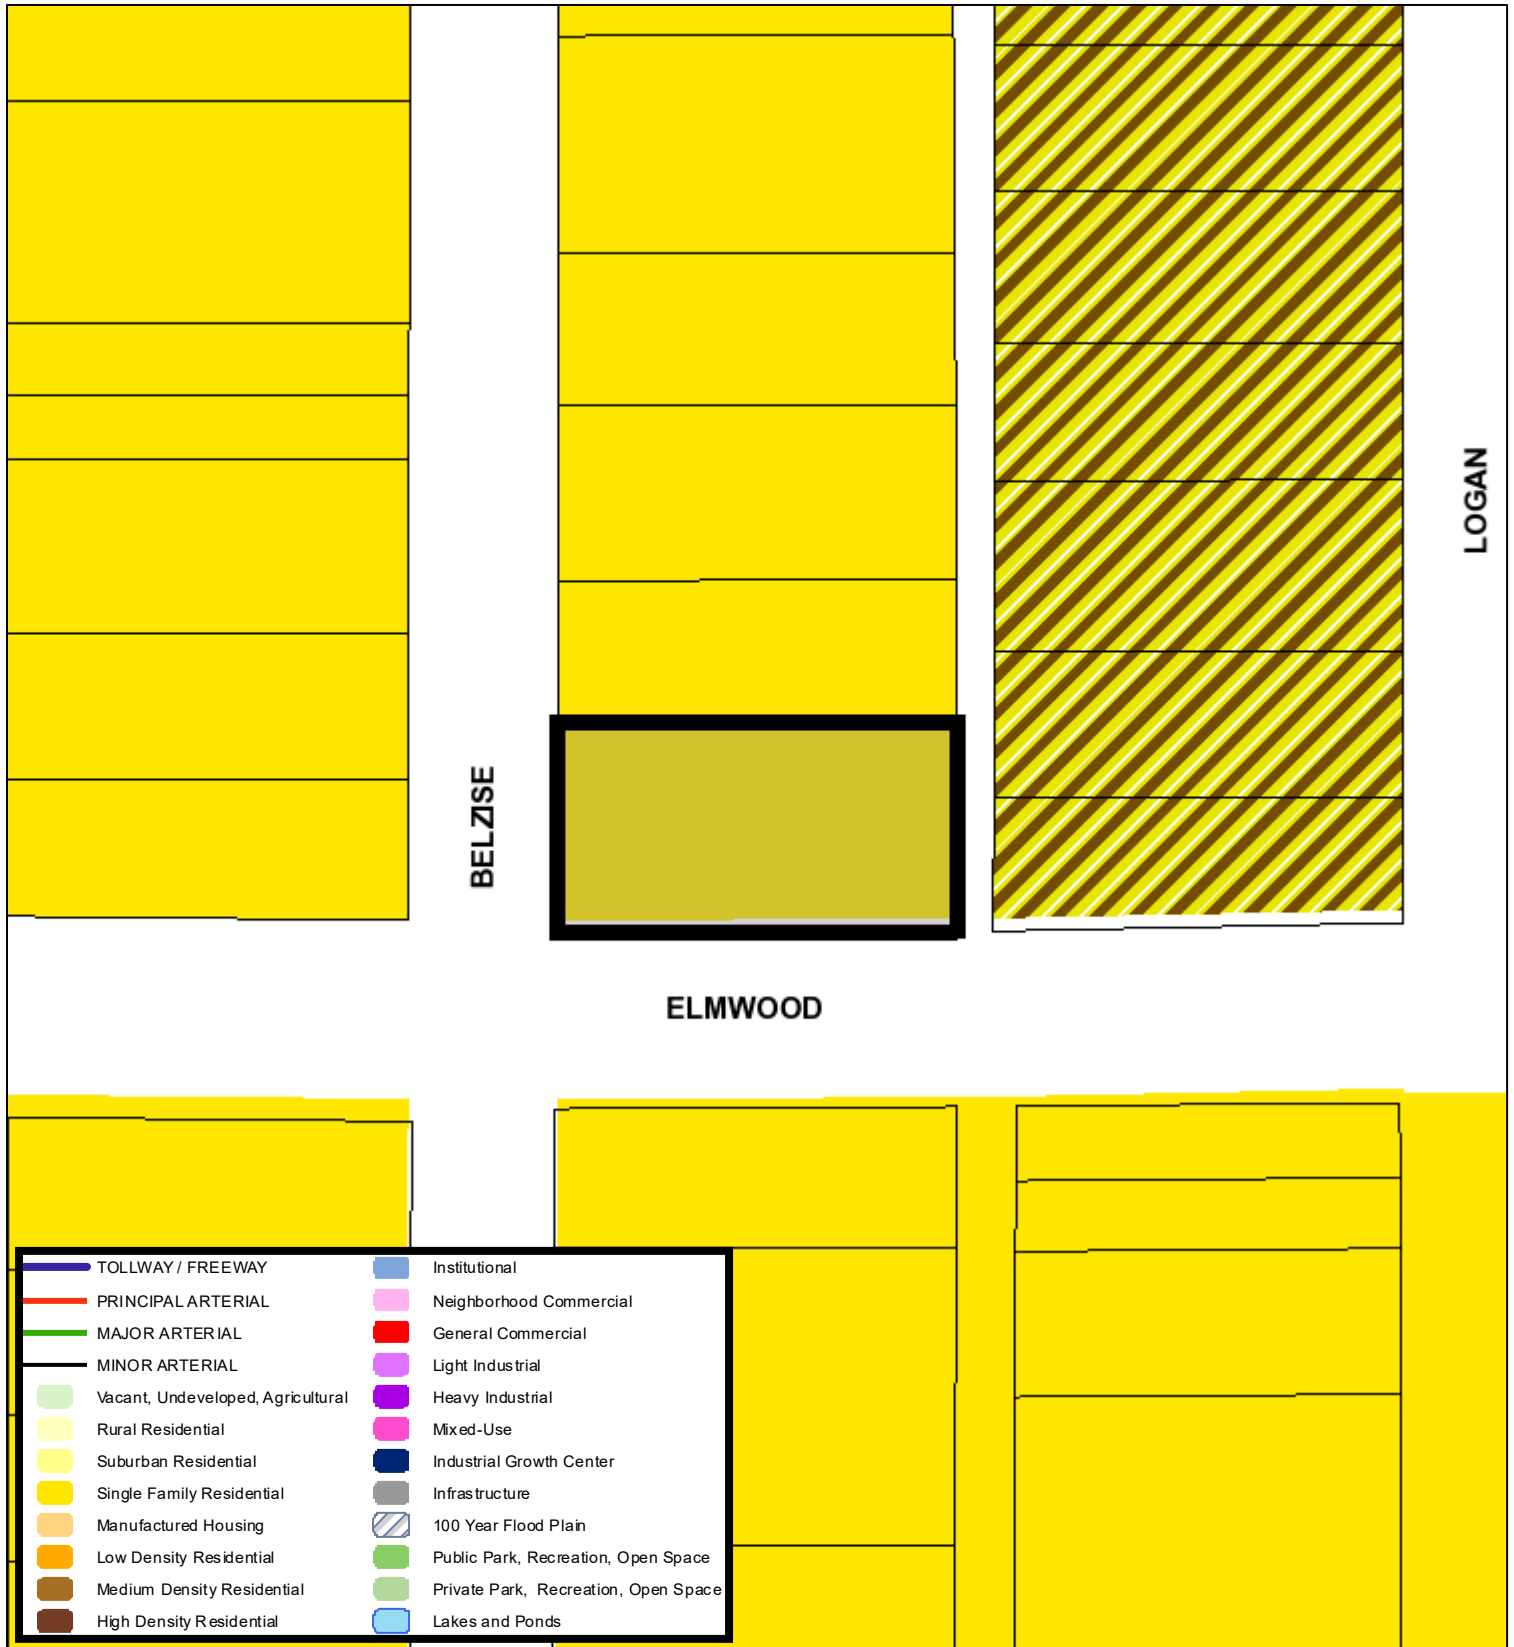 LOGAN
BELZISE
ELMWOOD
TOLLWAY / FREEWAY
PRINCIPAL ARTERIAL
MAJOR ARTERIAL
MINOR ARTERIAL
Vacant, Undeveloped, Agricultural
Rural Residential
Suburban Residential
Single Family Residential
Manufactured Housing
Low Density Residential
Medium Density Residential
High Density Residential
Institutional
Neighborhood Commercial
General Commercial
Light Industrial
Heavy Industrial
Mixed-Use
Industrial Growth Center
Infrastructure
100 Year Flood Plain
Public Park, Recreation, Open Space
Private Park, Recreation, Open Space
Lakes and Ponds